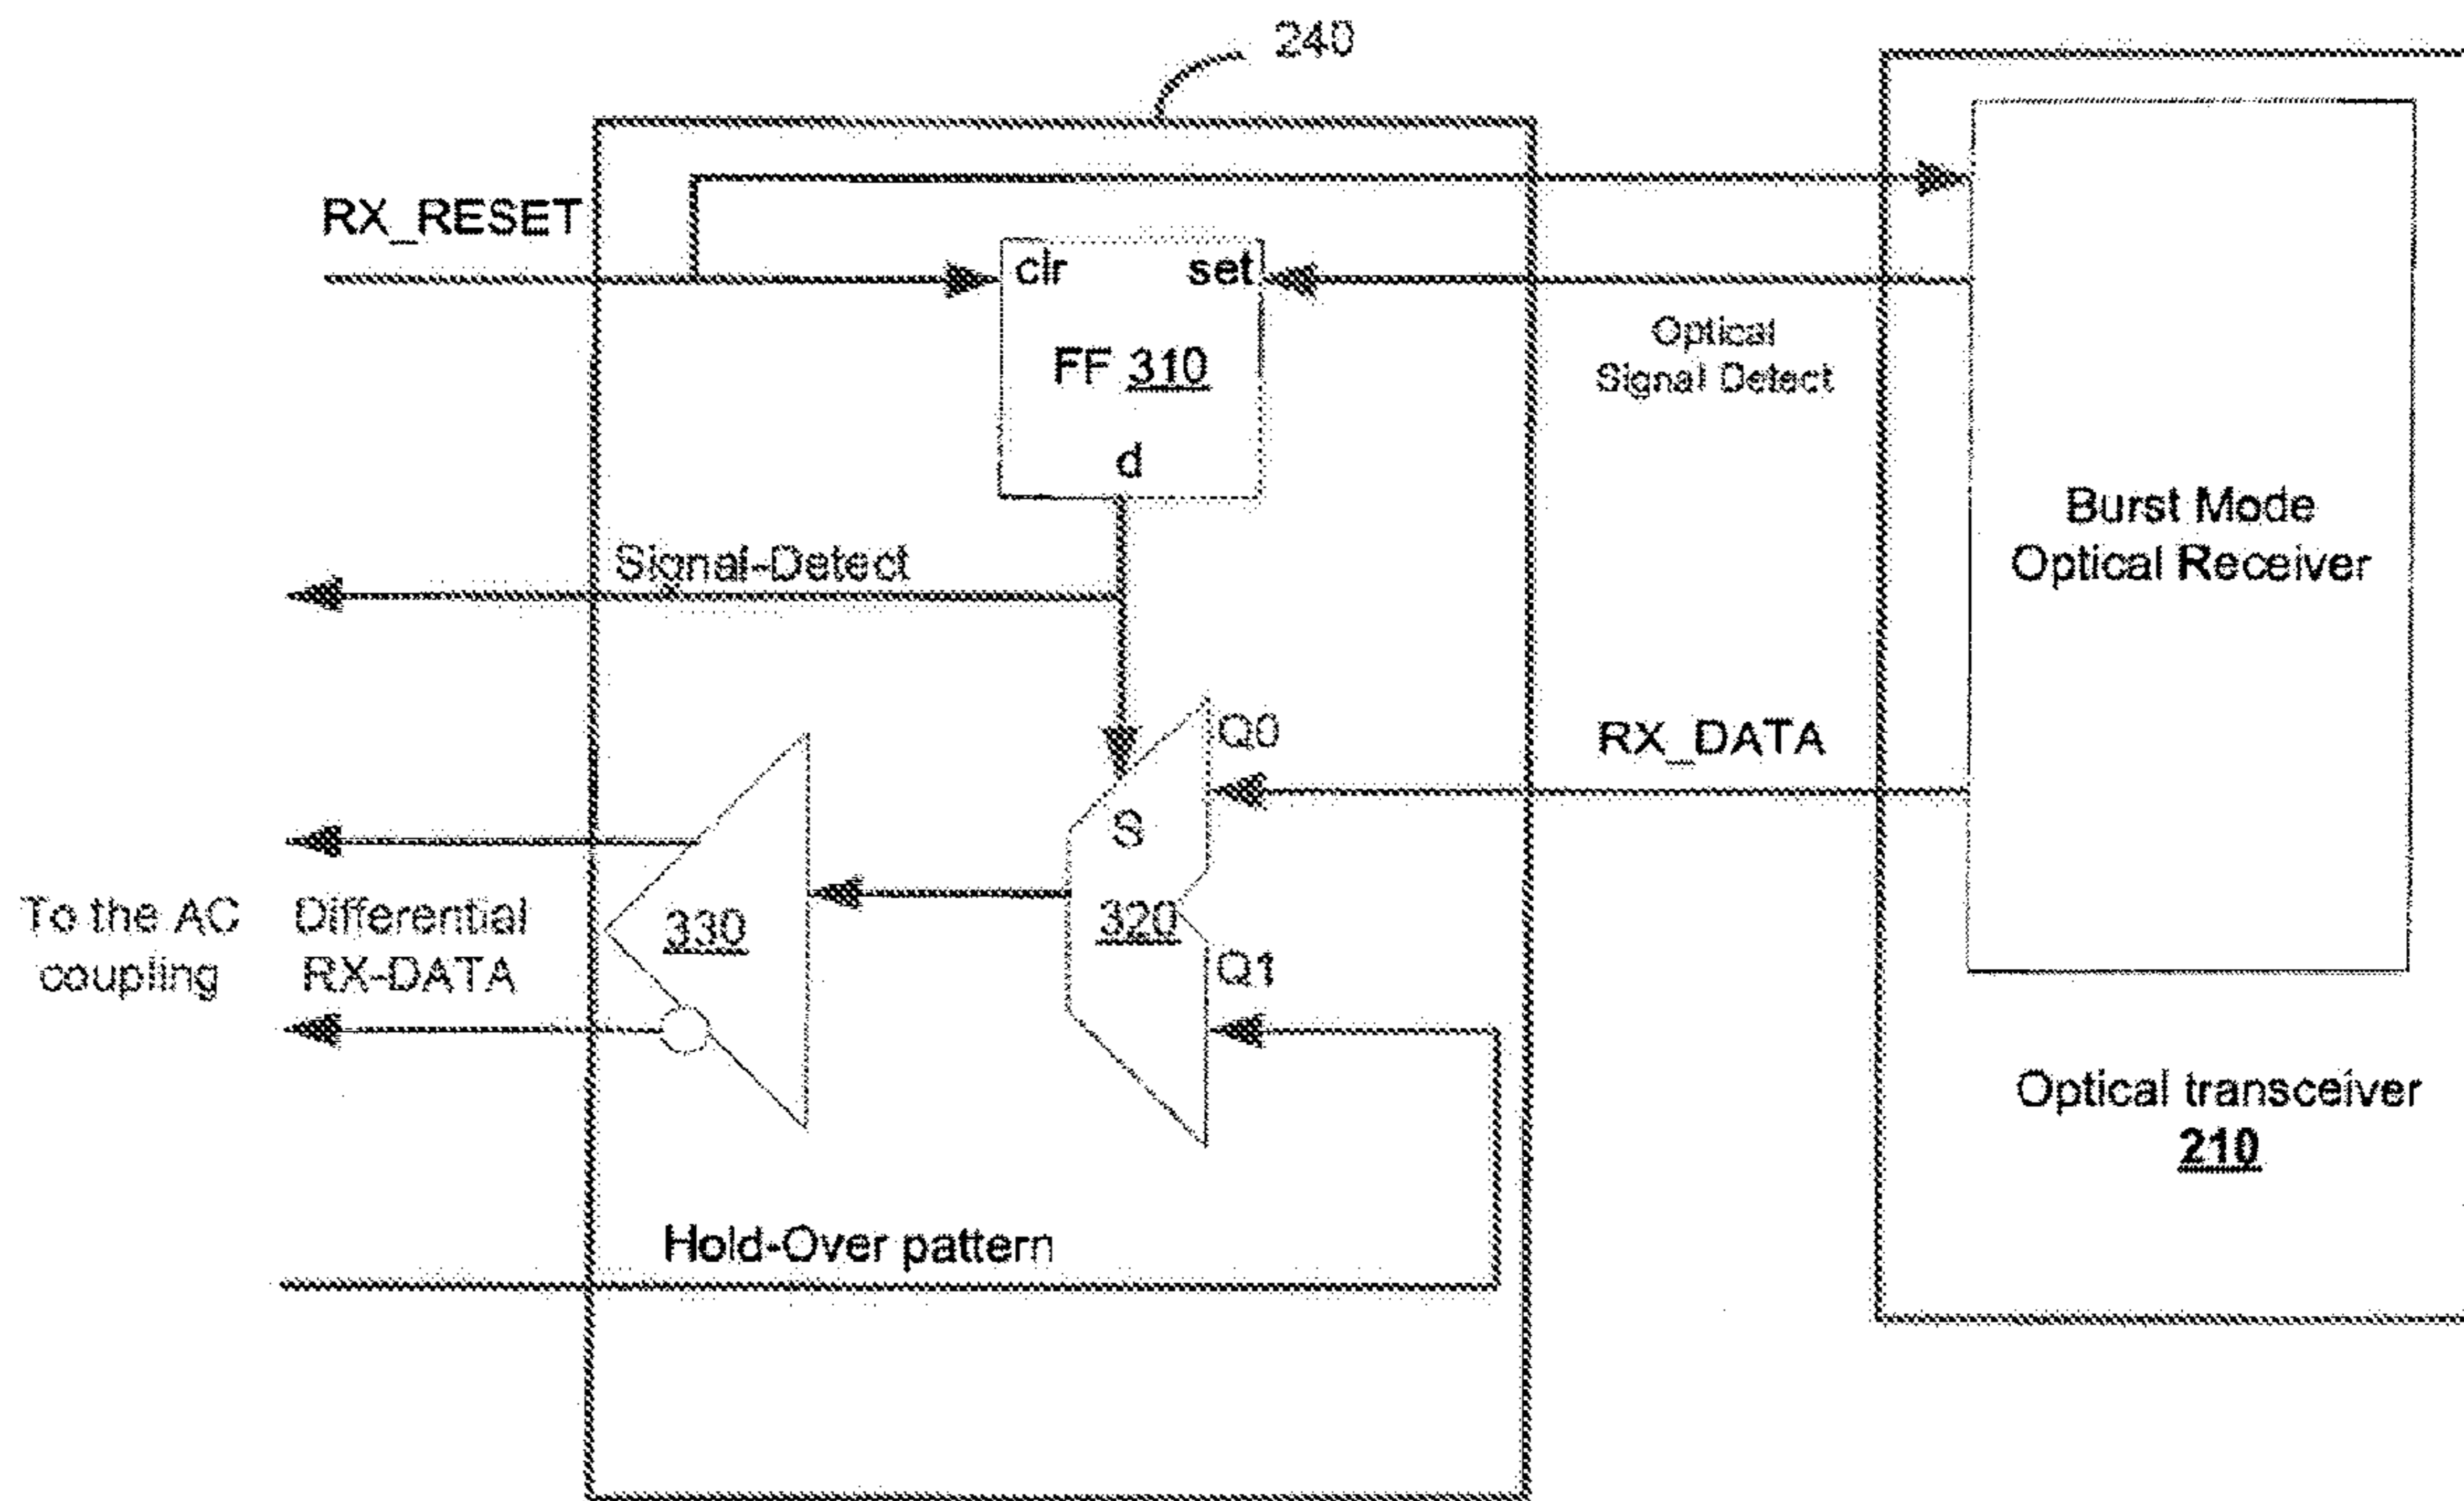 240
RX_RESET
clr
set
FF 310
d
Optical
Signal Detect
Burst Mode
Optical Receiver
Signal-Detect
Q0
RX_DATA
S
To the AC
coupling
Differential
RX-DATA
330
320
Q1
Optical transceiver
210
Hold-Over pattern